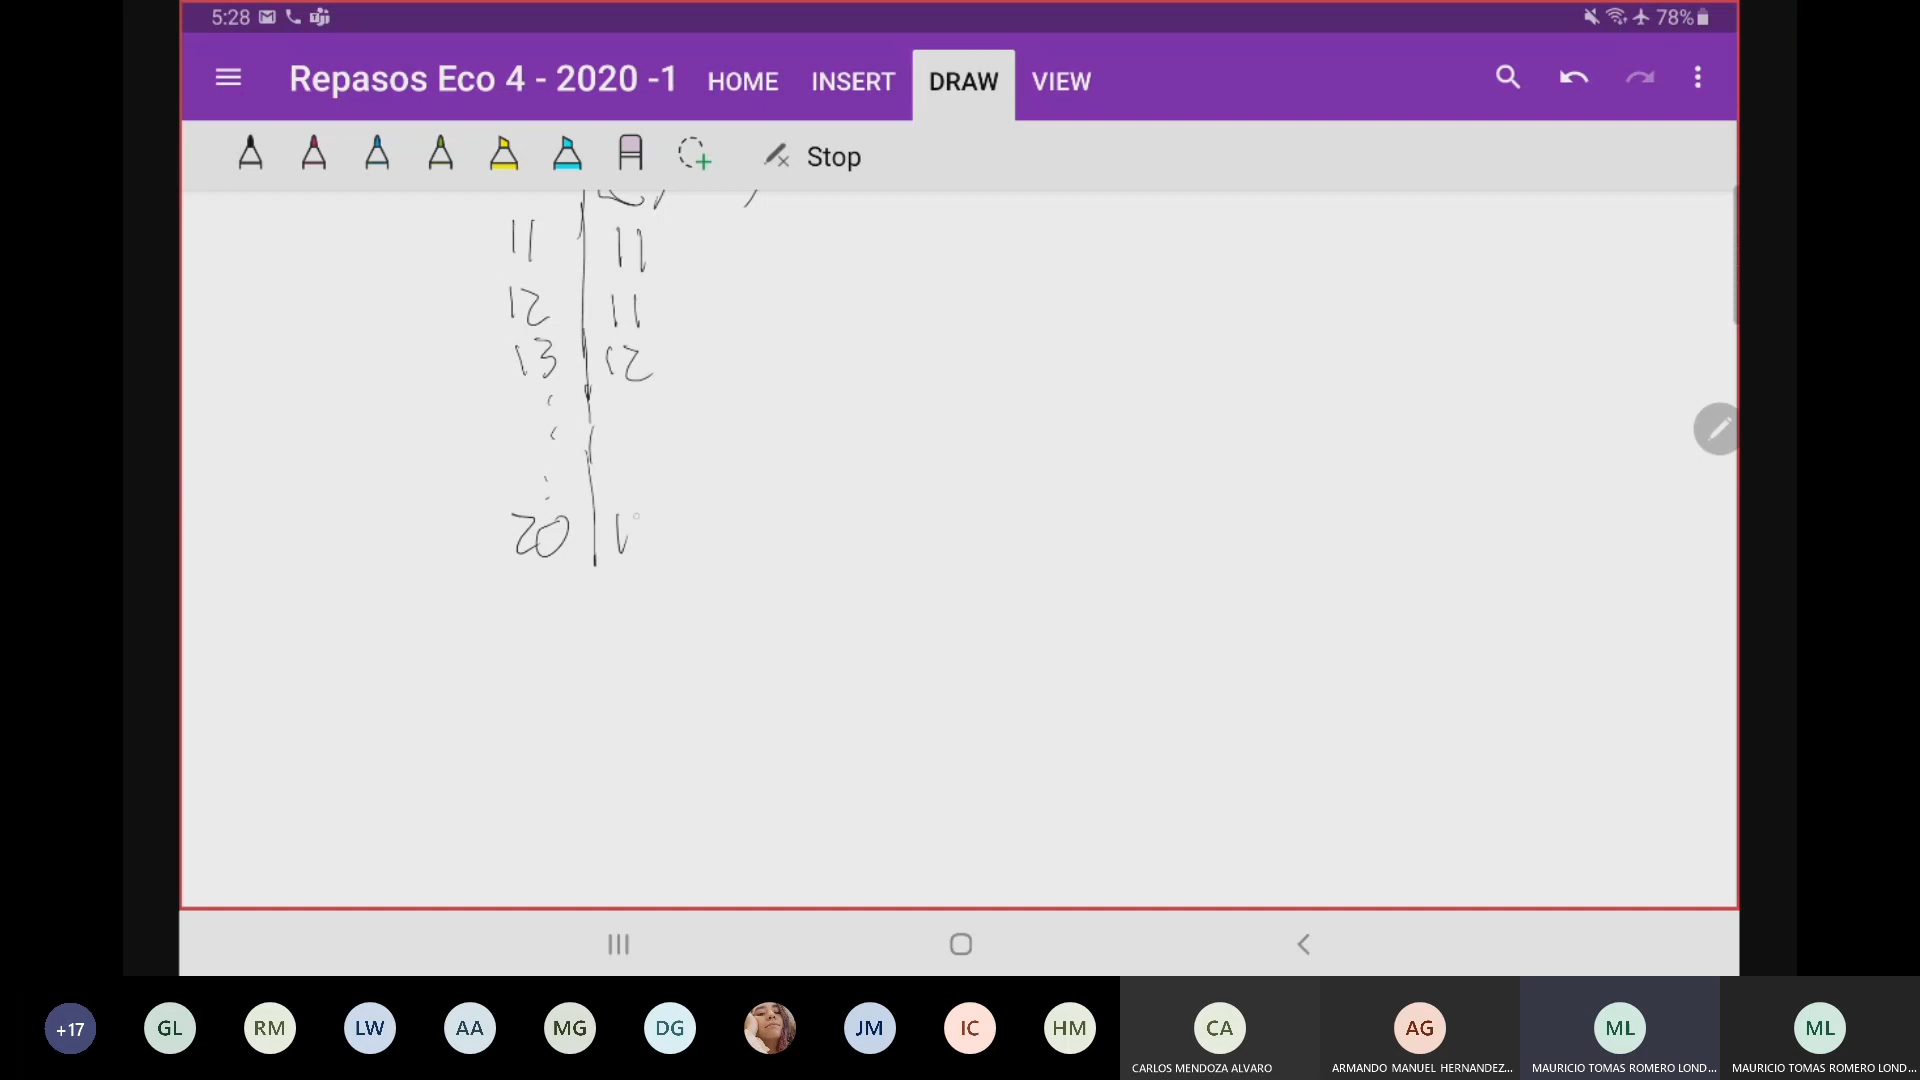 5:28 78%
Repasos Eco 4 - 2020 -1 HOME INSERT DRAW VIEW
Stop
11 11
12 11
13 12
20
+17 GL RM LW AA MG DG JM IC HM CA AG ML ML
CARLOS MENDOZA ALVARO ARMANDO MANUEL HERNANDEZ... MAURICIO TOMAS ROMERO LOND... MAURICIO TOMAS ROMERO LOND...